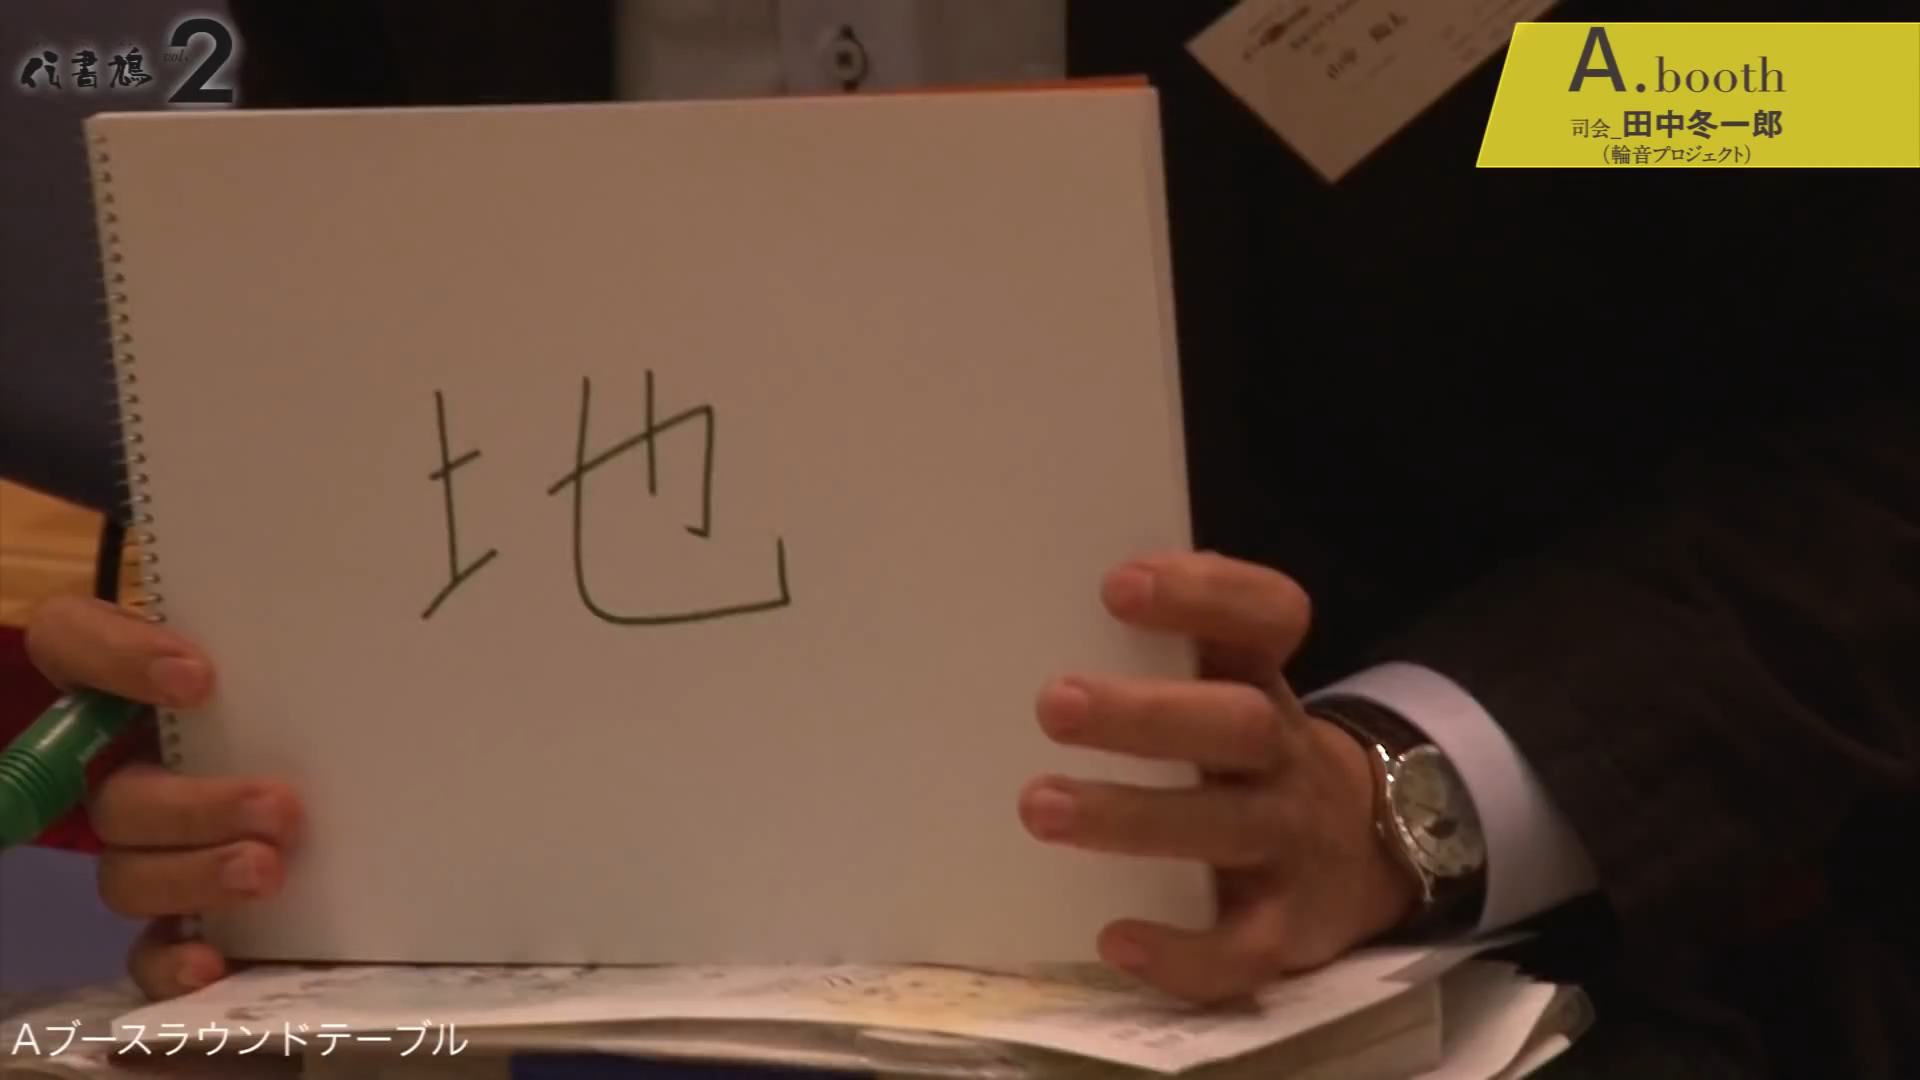 伝書鳩 vol. 2
A.booth
司会_田中冬一郎
(輪音プロジェクト)
地
Aブースラウンドテーブル